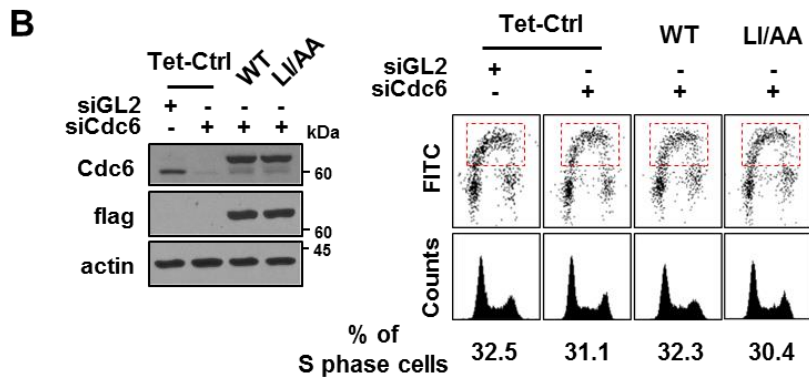 B
Tet-Ctrl WT LI/AA
siGL2 + - - -
siCdc6 - + + + kDa
Cdc6
60
flag
60
45
actin
Tet-Ctrl WT LI/AA
siGL2 + - - -
siCdc6 - + + +
FITC
Counts
% of
S phase cells 32.5 31.1 32.3 30.4